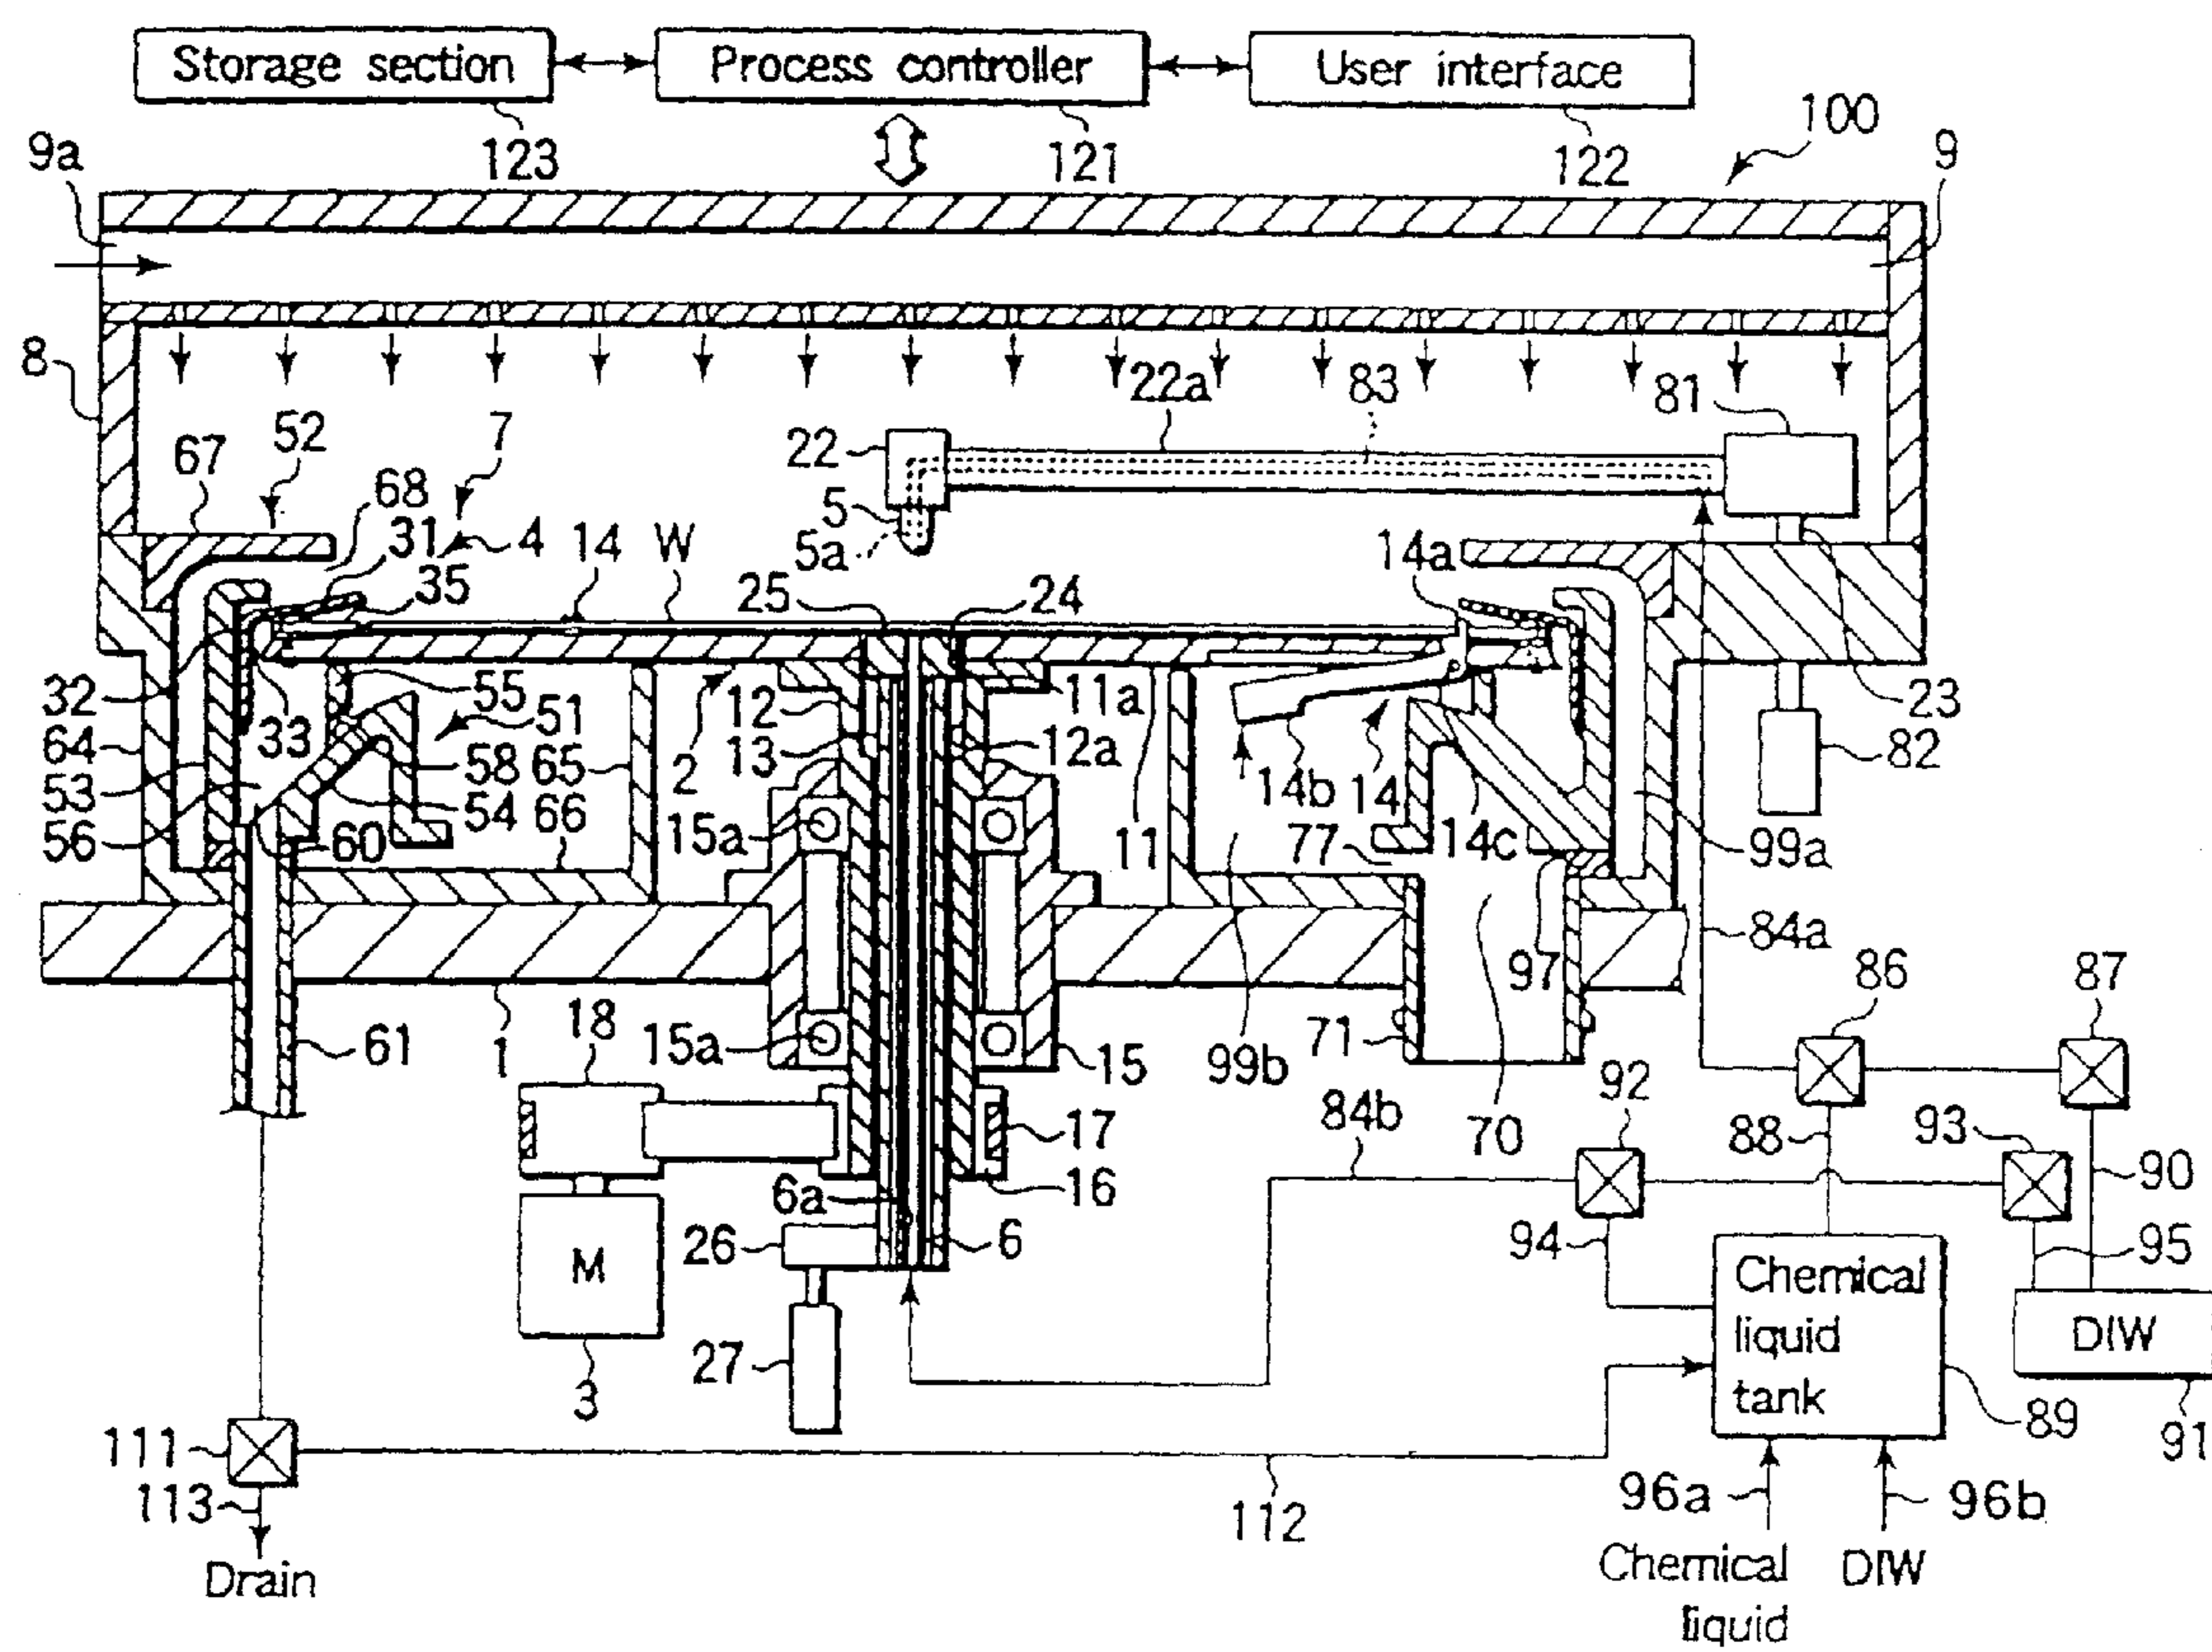 Storage section
Process controller
User interface
100
9a
123
121
122
9
8
22a
83
81
67
52
7
22
68
31
4
14
W
5
5a
14a
35
25
24
32
33
55
51
12
11a
23
64
13
12a
2
58
65
82
53
54
66
14b
14
56
60
15a
11
77
14c
99a
84a
97
86
87
18
61
1
15a
15
99b
71
92
84b
17
70
88
93
6a
16
90
26
6
94
95
M
Chemical
liquid
tank
DIW
27
3
89
91
111
113
112
96a
96b
Drain
Chemical
liquid
DIW